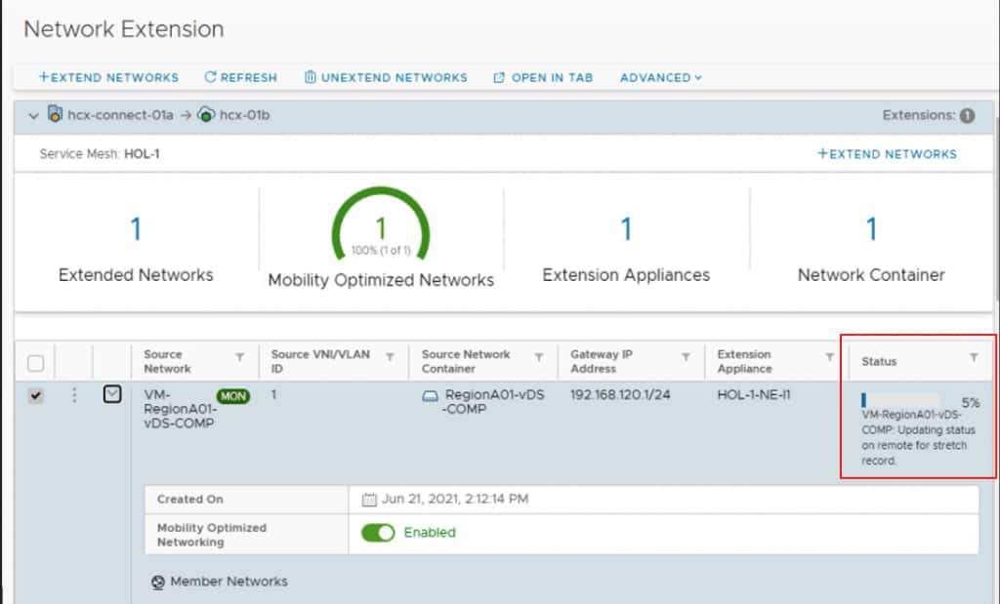 Network Extension
EXTEND NETWORKS REFRESH UNEXTEND NETWORKS OPEN IN TAB ADVANCED
hcx-connect-01a → hcx-01b Extensions: 1
Service Mesh: HOL-1 +EXTEND NETWORKS
1
Extended Networks
1
100% (1 of 1)
Mobility Optimized Networks
1
Extension Appliances
1
Network Container
Source
Network
Source VNI/VLAN
ID
Source Network
Container
Gateway IP
Address
Extension
Appliance
Status
VM-
RegionA01-
vDS-COMP
MON
1
RegionA01-vDS
-COMP
192.168.120.1/24
HOL-1-NE-I1
5%
VM-RegionA01-vDS-
COMP: Updating status
on remote for stretch
record.
Created On Jun 21, 2021, 2:12:14 PM
Mobility Optimized
Networking
Enabled
Member Networks